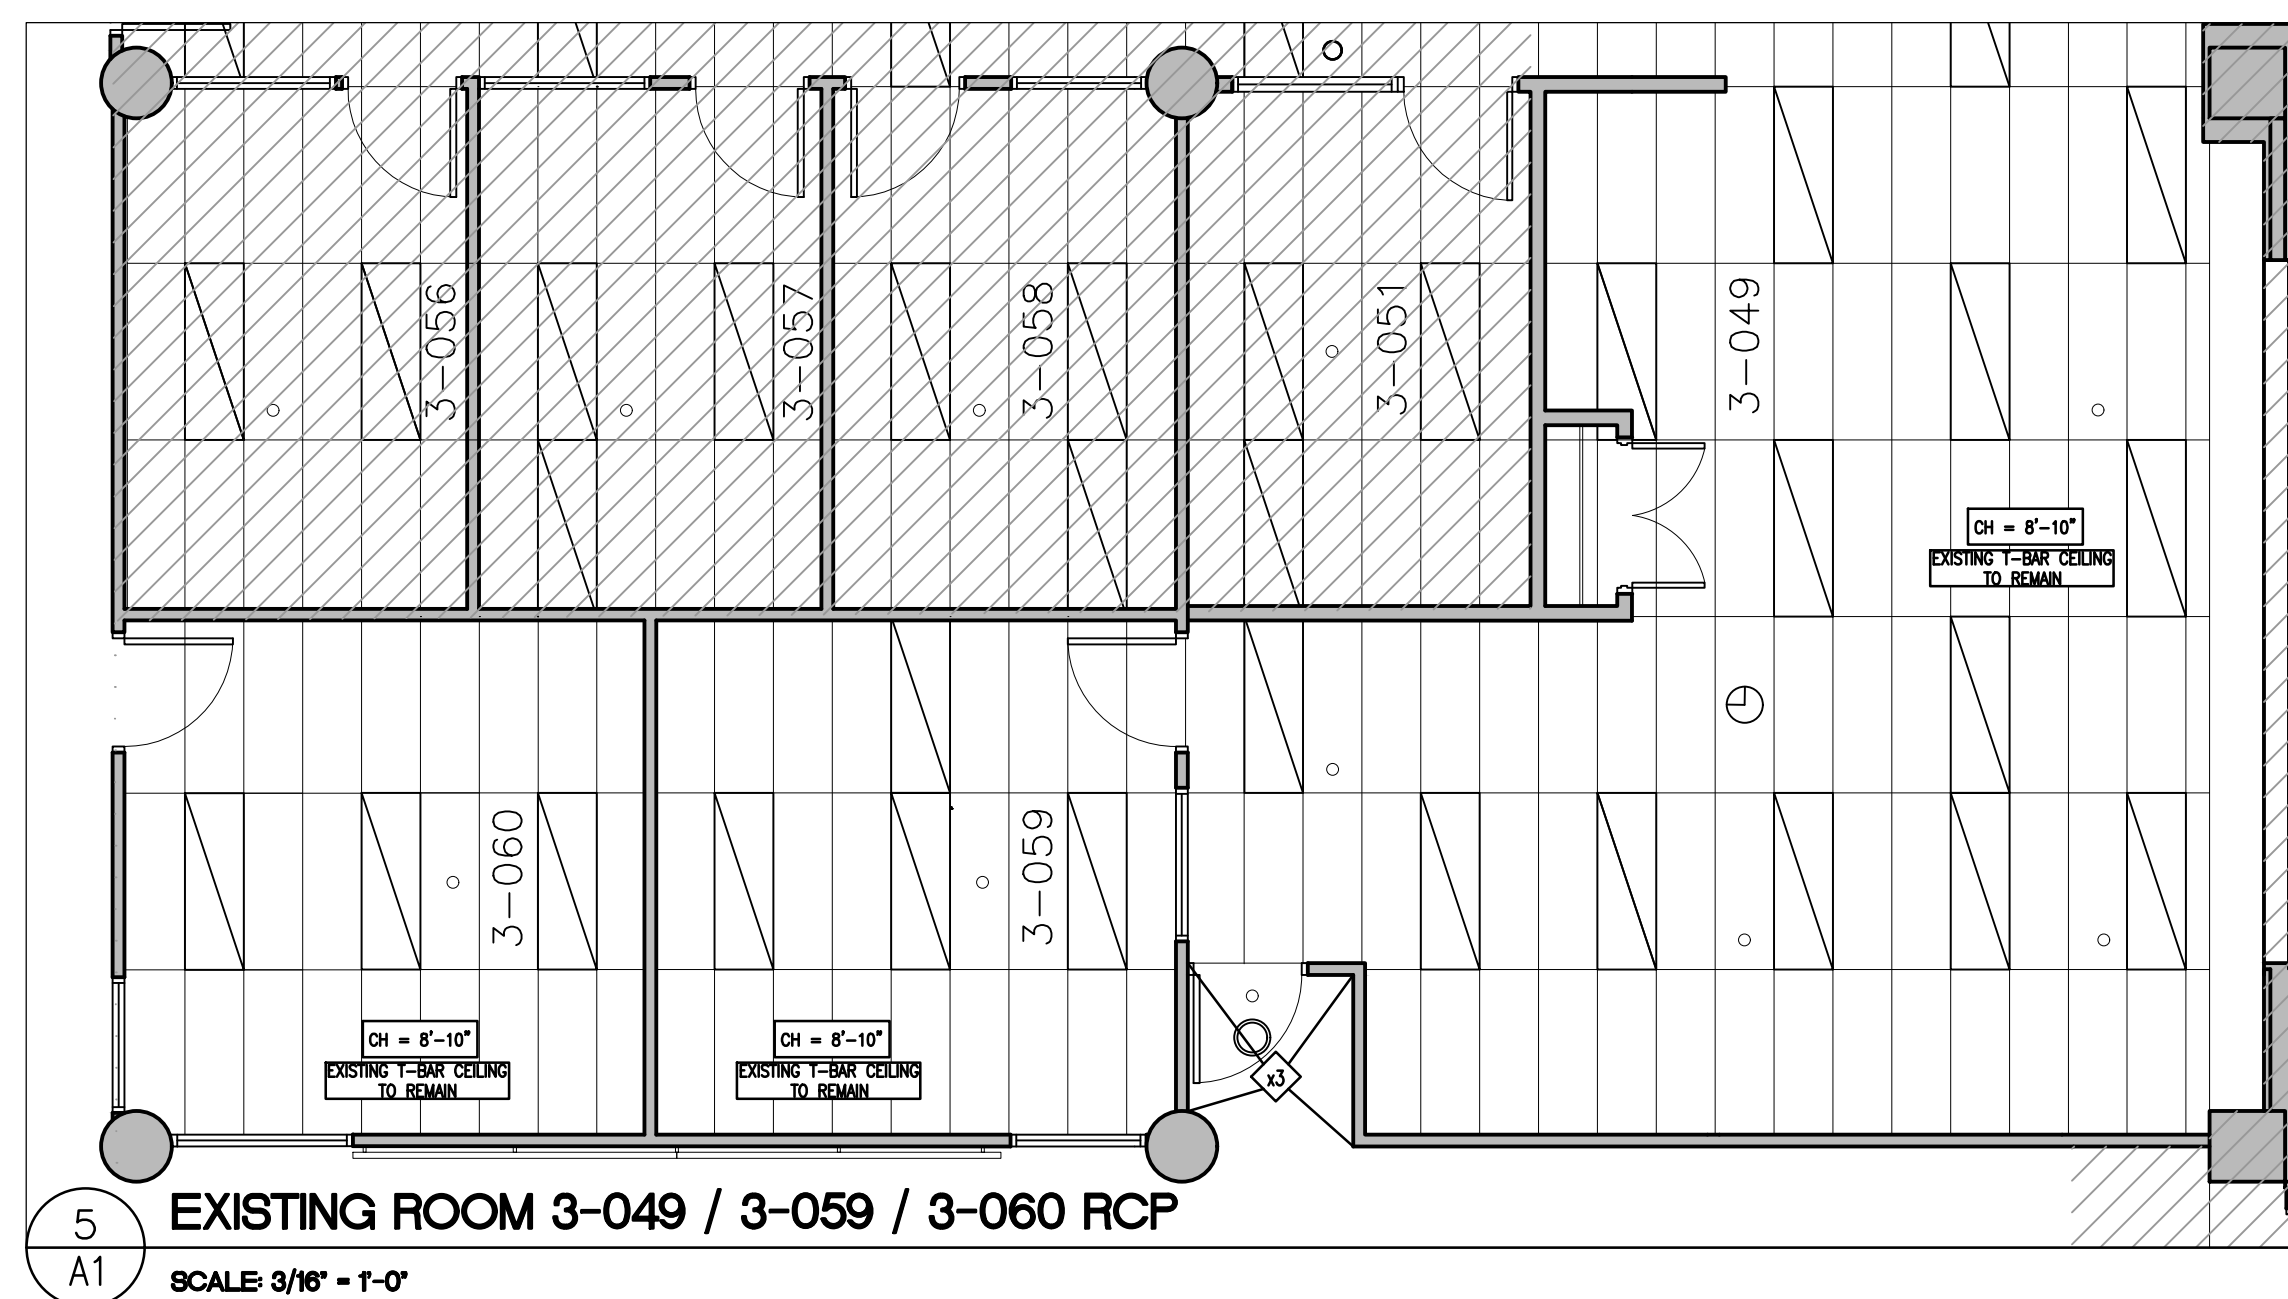 3-056
3-057
3-058
3-051
3-049
CH = 8'-10"
EXISTING T-BAR CEILING
TO REMAIN
3-060
3-059
CH = 8'-10"
EXISTING T-BAR CEILING
TO REMAIN
CH = 8'-10"
EXISTING T-BAR CEILING
TO REMAIN
x3
5
A1
EXISTING ROOM 3-049 / 3-059 / 3-060 RCP
SCALE: 3/16" = 1'-0"